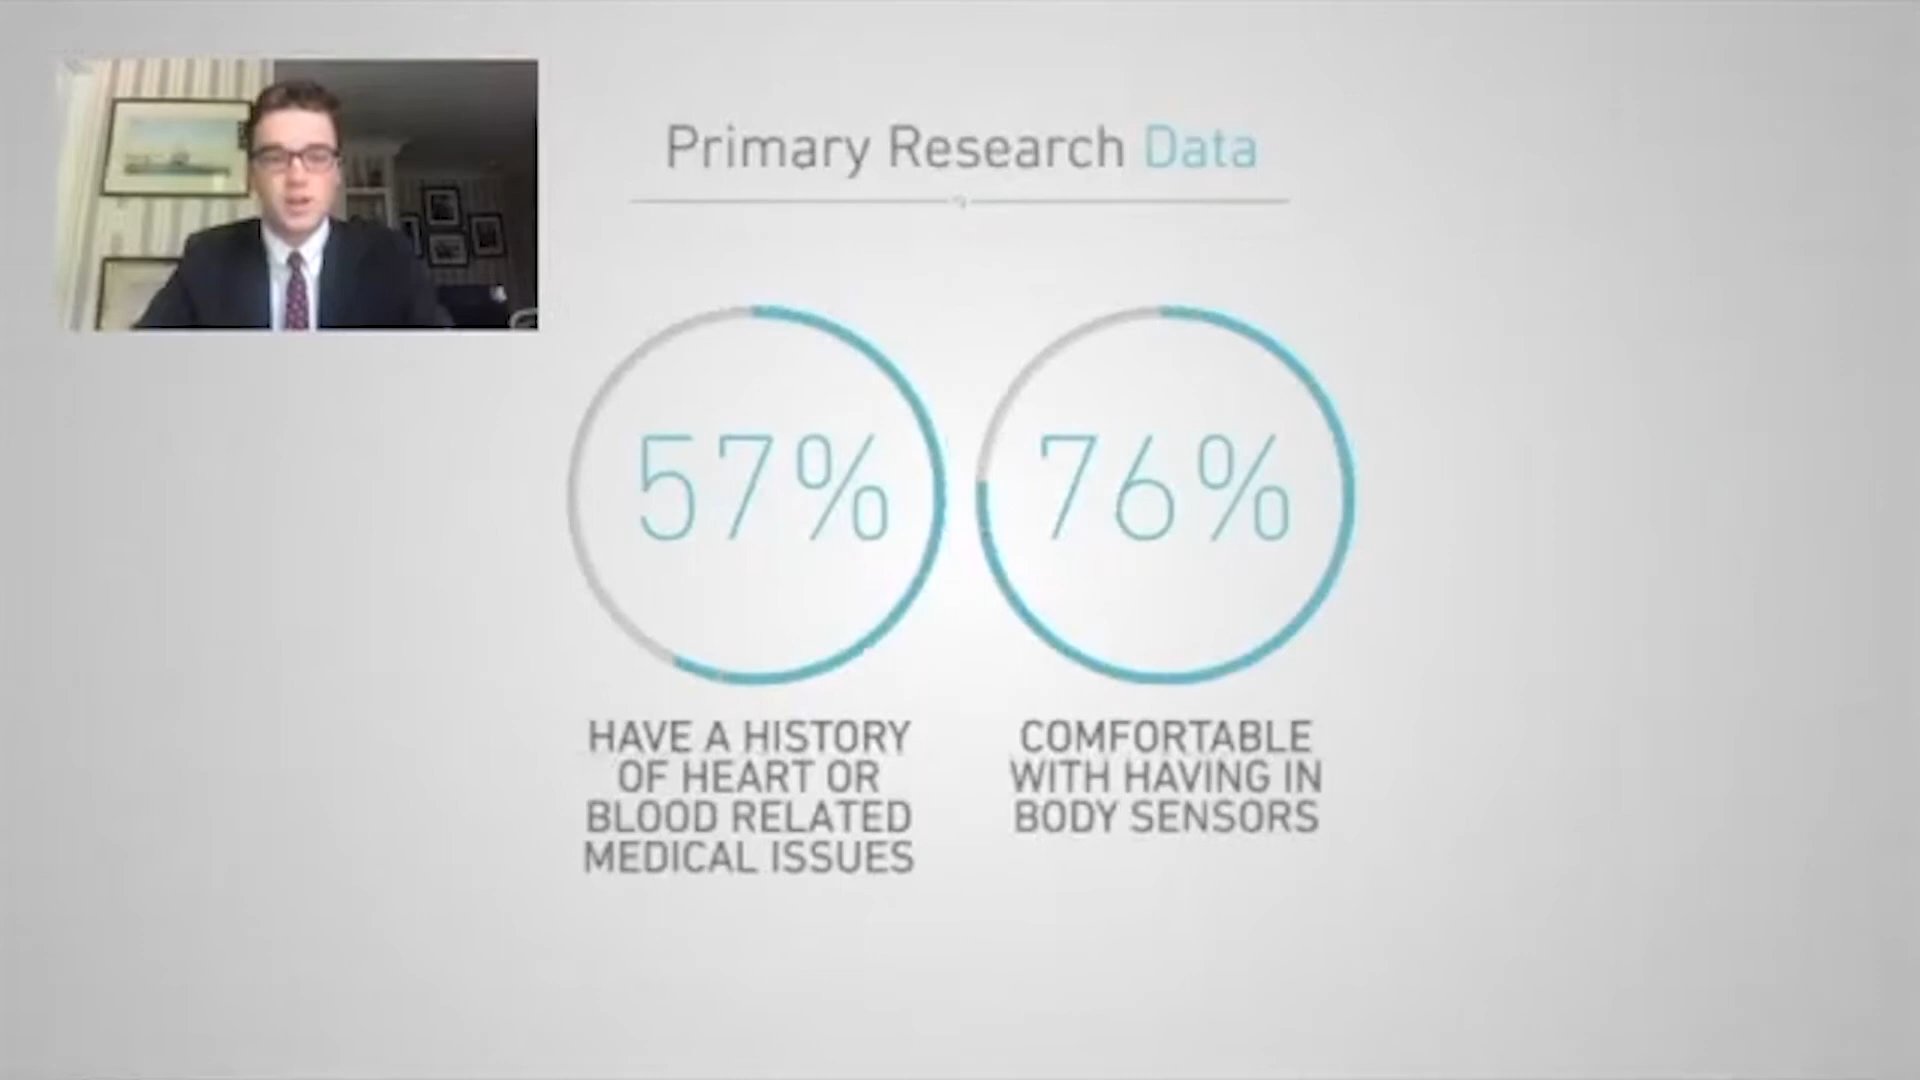 Primary Research Data
57%
76%
HAVE A HISTORY
OF HEART OR
BLOOD RELATED
MEDICAL ISSUES
COMFORTABLE
WITH HAVING IN
BODY SENSORS